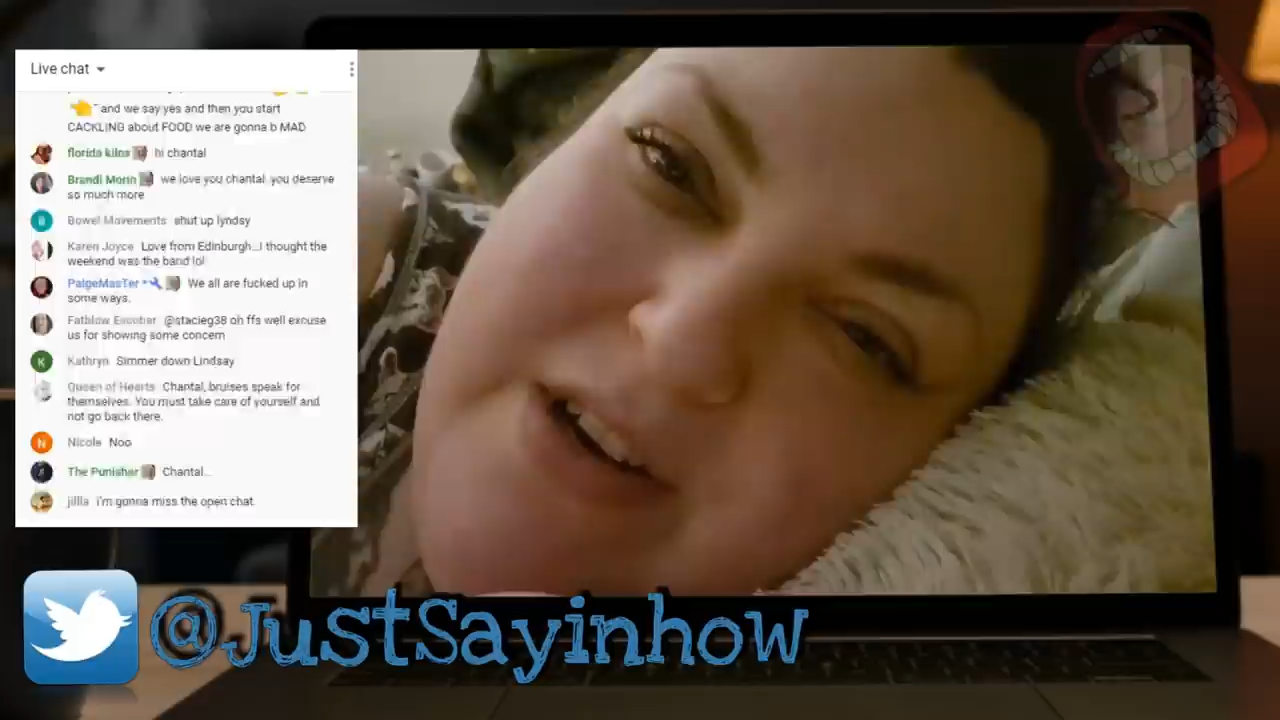 Live chat
" and we say yes and then you start
CACKLING about FOOD we are gonna b MAD
florida kilos hi chantal
Brandi Morin we love you chantal. you deserve
so much more
B Bowel Movements shut up lyndsy
Karen Joyce Love from Edinburgh...I thought the
weekend was the band lol
PaigeMasTer We all are fucked up in
some ways.
Fatblow Escobar @stacieg38 oh ffs well excuse
us for showing some concern
K Kathryn Simmer down Lindsay
Queen of Hearts Chantal, bruises speak for
themselves. You must take care of yourself and
not go back there.
N Nicole Noo
The Punisher Chantal...
jillia i'm gonna miss the open chat
@JustSayinhow